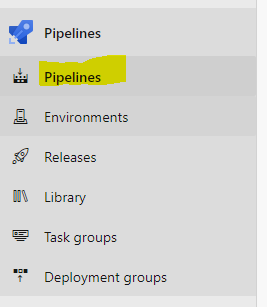 Pipelines
Pipelines
Environments
Releases
Library
Task groups
Deployment groups